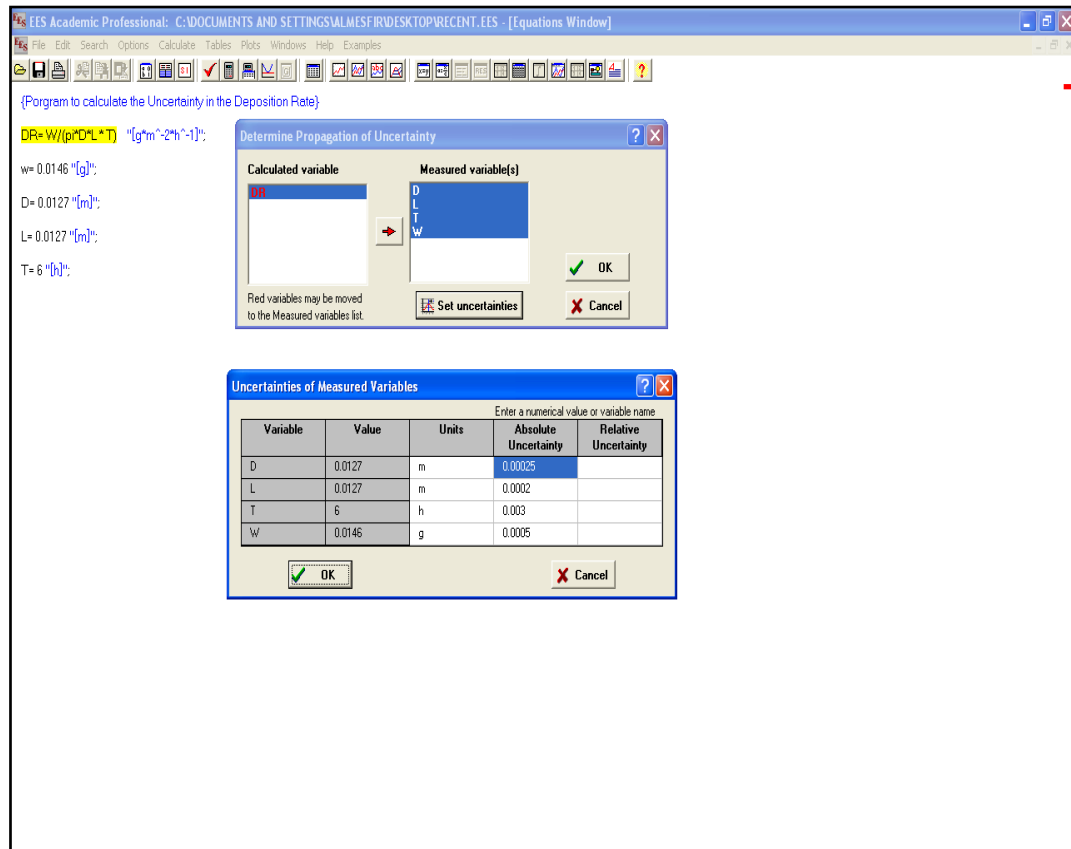 EES Academic Professional: C:\DOCUMENTS AND SETTINGS\ALMESFIR\DESKTOP\RECENT.EES - [Equations Window]
File Edit Search Options Calculate Tables Plots Windows Help Examples
{Porgram to calculate the Uncertainty in the Deposition Rate}
DR= W/(pi*D*L*T) "[g*m^-2*h^-1]";
w= 0.0146 "[g]";
D= 0.0127 "[m]";
L= 0.0127 "[m]";
T= 6 "[h]";
Determine Propagation of Uncertainty
Calculated variable Measured variable(s)
DR
D
L
T
W
OK
Red variables may be moved
to the Measured variables list.
Set uncertainties
Cancel
Uncertainties of Measured Variables
Enter a numerical value or variable name
Variable Value Units Absolute Uncertainty Relative Uncertainty
D 0.0127 m 0.00025
L 0.0127 m 0.0002
T 6 h 0.003
W 0.0146 g 0.0005
OK Cancel